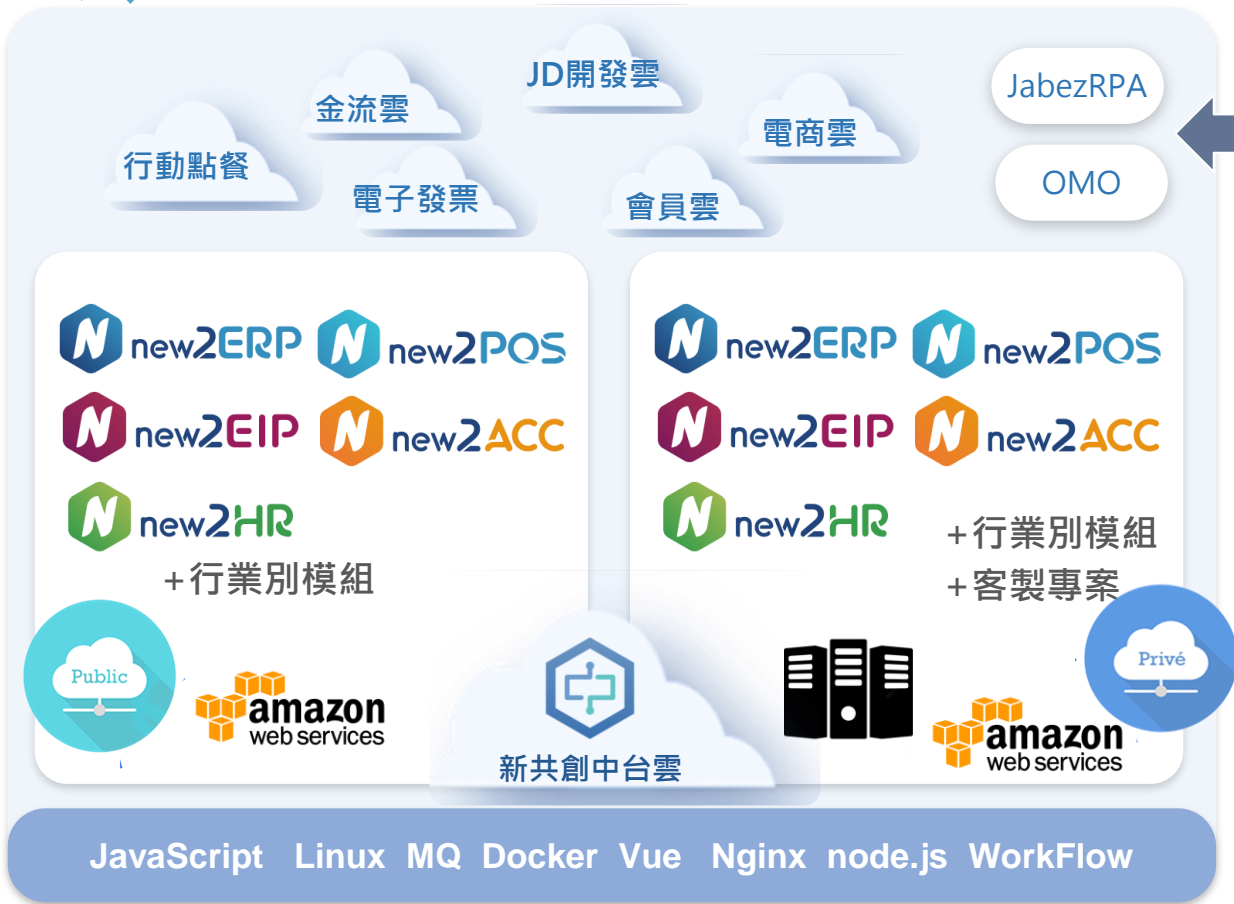 JD開發雲
金流雲
電商雲
行動點餐
電子發票
會員雲
JabezRPA
OMO
new2ERP
new2POS
new2EIP
new2ACC
new2HR
+行業別模組
Public
amazon
web services
new2ERP
new2POS
new2EIP
new2ACC
new2HR
+行業別模組
+客製專案
Privé
amazon
web services
新共創中台雲
JavaScript Linux MQ Docker Vue Nginx node.js WorkFlow